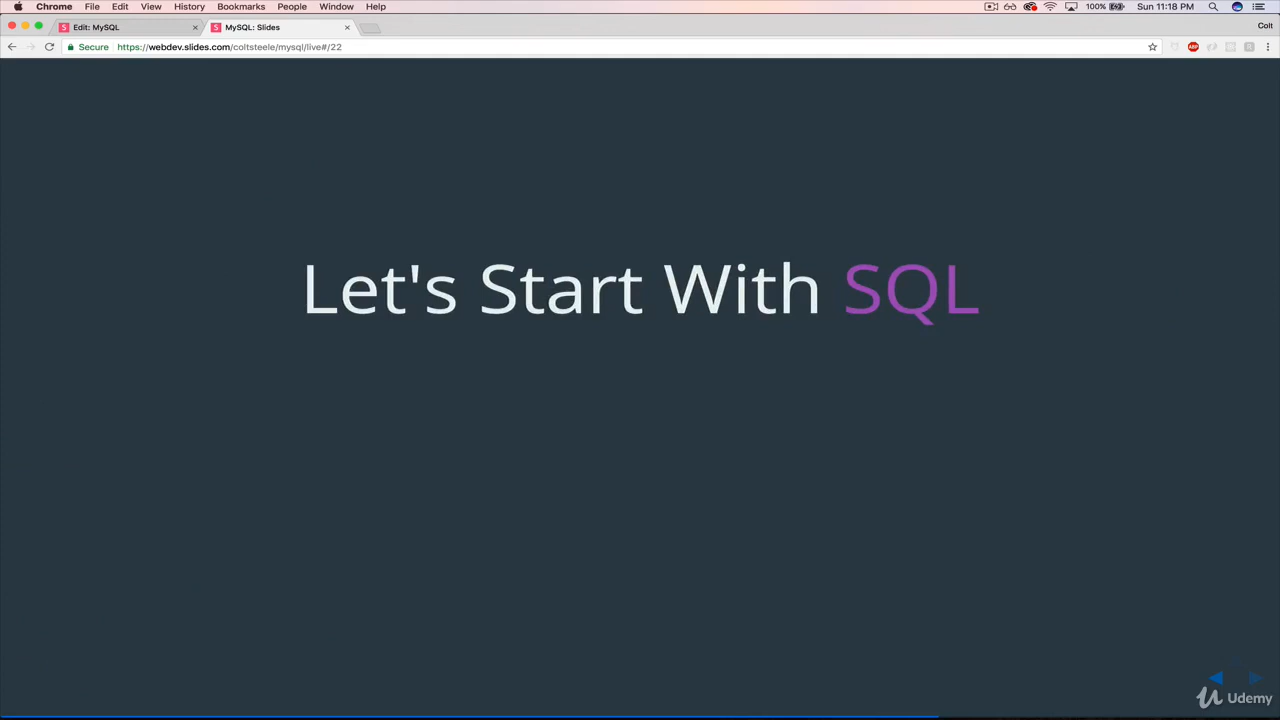 Chrome File Edit View History Bookmarks People Window Help 100% Sun 11:18 PM
Edit: MySQL MySQL: Slides Colt
Secure https://webdev.slides.com/coltsteele/mysql/live#/22 ABP
Let's Start With SQL
Udemy